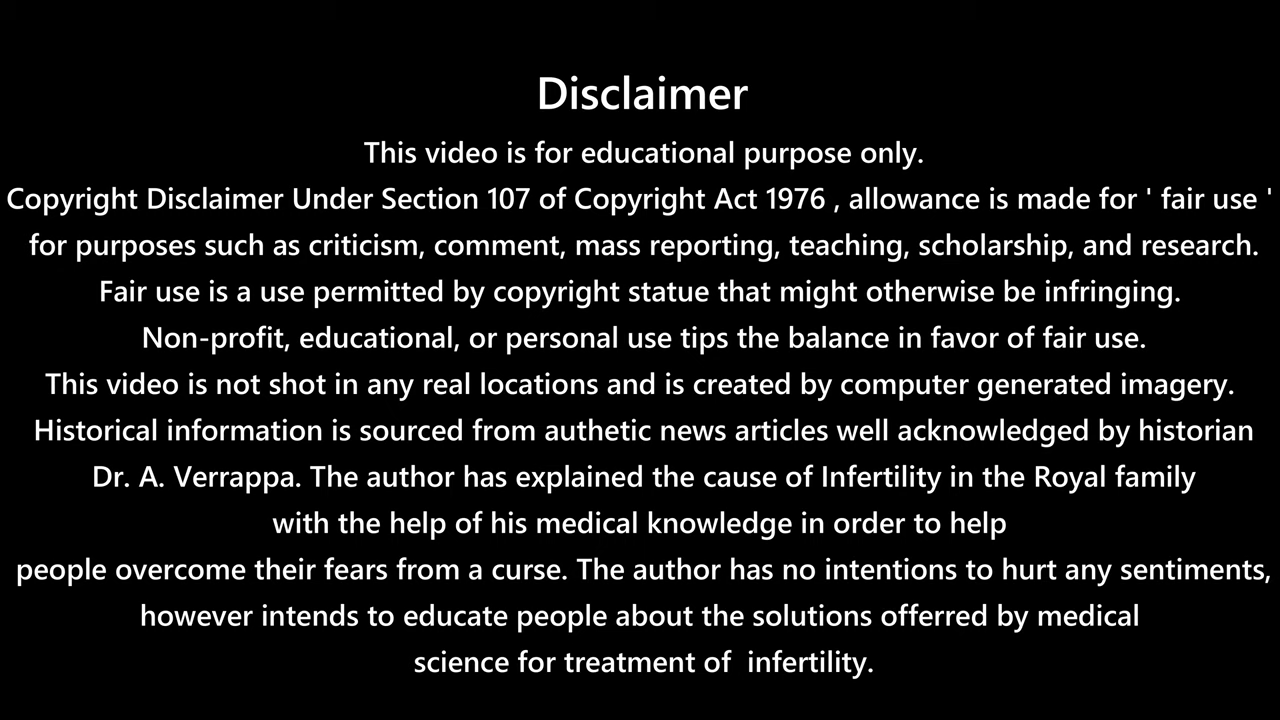 Disclaimer
This video is for educational purpose only.
Copyright Disclaimer Under Section 107 of Copyright Act 1976 , allowance is made for ' fair use '
for purposes such as criticism, comment, mass reporting, teaching, scholarship, and research.
Fair use is a use permitted by copyright statue that might otherwise be infringing.
Non-profit, educational, or personal use tips the balance in favor of fair use.
This video is not shot in any real locations and is created by computer generated imagery.
Historical information is sourced from authetic news articles well acknowledged by historian
Dr. A. Verrappa. The author has explained the cause of Infertility in the Royal family
with the help of his medical knowledge in order to help
people overcome their fears from a curse. The author has no intentions to hurt any sentiments,
however intends to educate people about the solutions offerred by medical
science for treatment of  infertility.